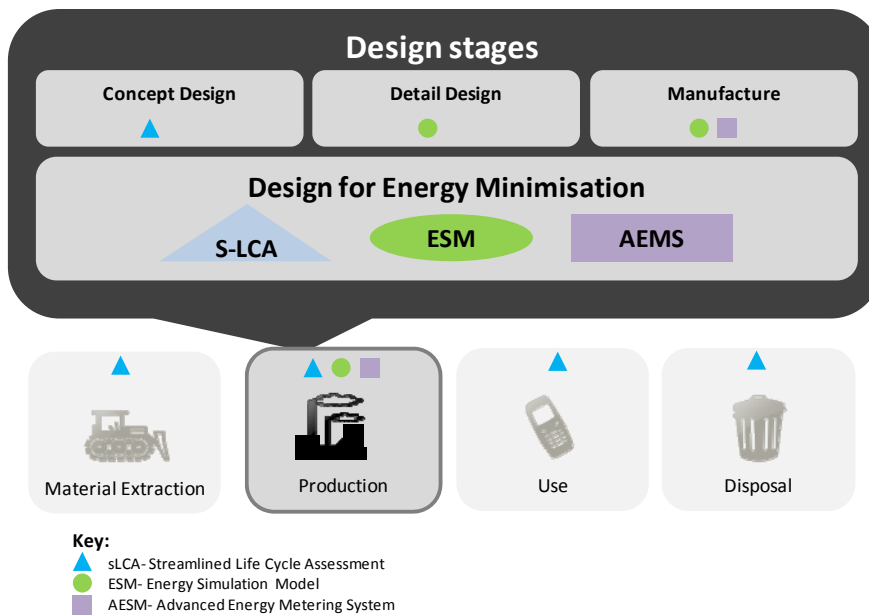 Design stages
Concept Design
Detail Design
Manufacture
Design for Energy Minimisation
S-LCA
ESM
AEMS
Material Extraction
Production
Use
Disposal
Key:
sLCA- Streamlined Life Cycle Assessment
ESM- Energy Simulation Model
AESM- Advanced Energy Metering System